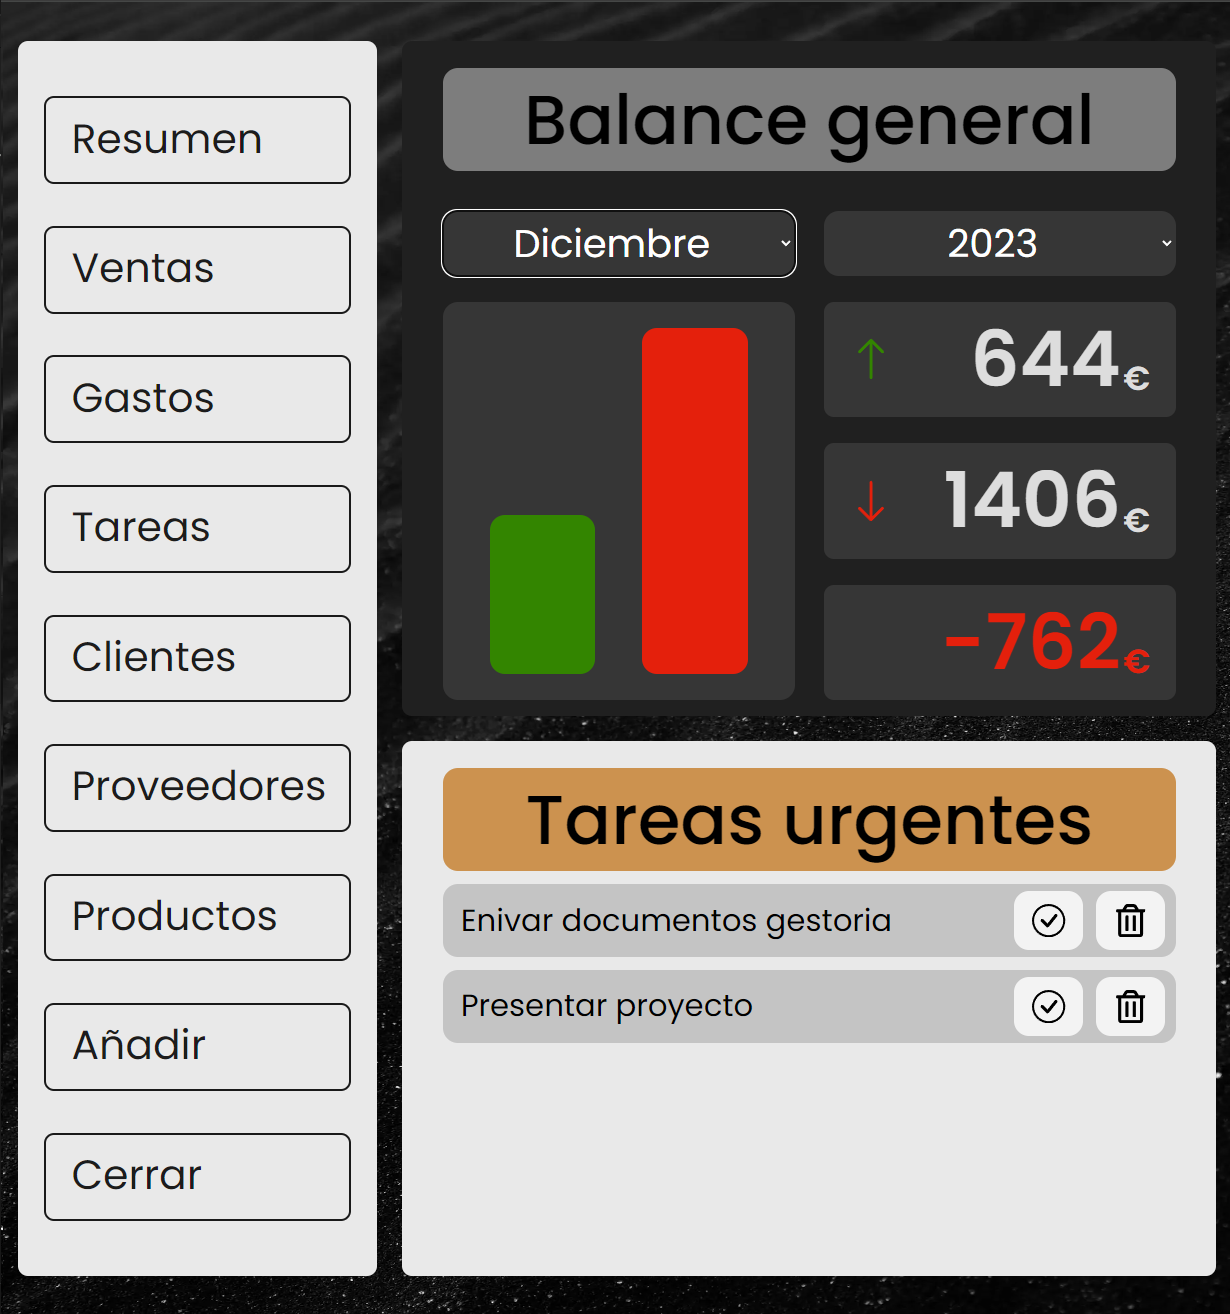 Resumen
Ventas
Gastos
Tareas
Clientes
Proveedores
Productos
Añadir
Cerrar
Balance general
Diciembre
2023
644€
1406€
-762€
Tareas urgentes
Enivar documentos gestoria
Presentar proyecto